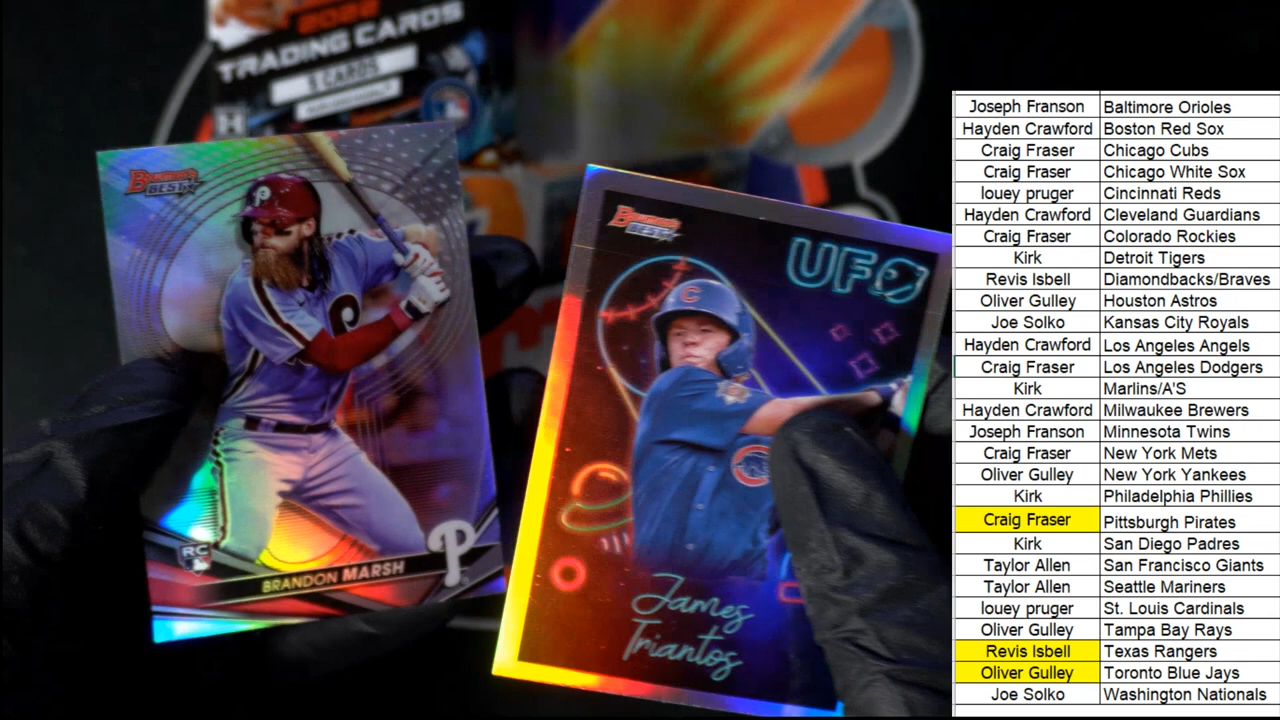 2022
TRADING CARDS
5 CARDS
H
Bowman's
BEST
P
RC
BRANDON MARSH
P
Bowman's
BEST
UFO
C
James
Triantos
Joseph Franson Baltimore Orioles
Hayden Crawford Boston Red Sox
Craig Fraser Chicago Cubs
Craig Fraser Chicago White Sox
louey pruger Cincinnati Reds
Hayden Crawford Cleveland Guardians
Craig Fraser Colorado Rockies
Kirk Detroit Tigers
Revis Isbell Diamondbacks/Braves
Oliver Gulley Houston Astros
Joe Solko Kansas City Royals
Hayden Crawford Los Angeles Angels
Craig Fraser Los Angeles Dodgers
Kirk Marlins/A'S
Hayden Crawford Milwaukee Brewers
Joseph Franson Minnesota Twins
Craig Fraser New York Mets
Oliver Gulley New York Yankees
Kirk Philadelphia Phillies
Craig Fraser Pittsburgh Pirates
Kirk San Diego Padres
Taylor Allen San Francisco Giants
Taylor Allen Seattle Mariners
louey pruger St. Louis Cardinals
Oliver Gulley Tampa Bay Rays
Revis Isbell Texas Rangers
Oliver Gulley Toronto Blue Jays
Joe Solko Washington Nationals